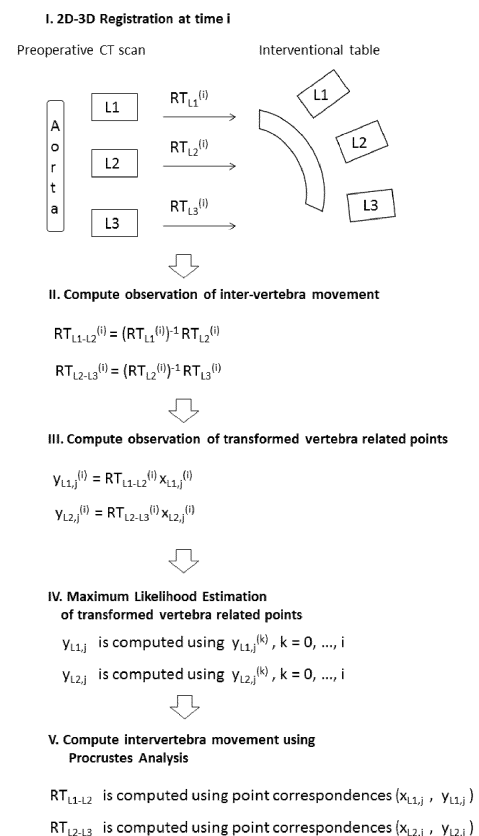 I. 2D-3D Registration at time i
Preoperative CT scan
Interventional table
Aorta
L1
L2
L3
RT_L1^(i)
RT_L2^(i)
RT_L3^(i)
L1
L2
L3
II. Compute observation of inter-vertebra movement
RT_L1-L2^(i) = (RT_L1^(i))^-1 RT_L2^(i)
RT_L2-L3^(i) = (RT_L2^(i))^-1 RT_L3^(i)
III. Compute observation of transformed vertebra related points
y_L1,j^(i) = RT_L1-L2^(i) x_L1,j^(i)
y_L2,j^(i) = RT_L2-L3^(i) x_L2,j^(i)
IV. Maximum Likelihood Estimation
of transformed vertebra related points
y_L1,j is computed using y_L1,j^(k) , k = 0, ..., i
y_L2,j is computed using y_L2,j^(k) , k = 0, ..., i
V. Compute intervertebra movement using
Procrustes Analysis
RT_L1-L2 is computed using point correspondences (x_L1,j , y_L1,j )
RT_L2-L3 is computed using point correspondences (x_L2,j , y_L2,j )